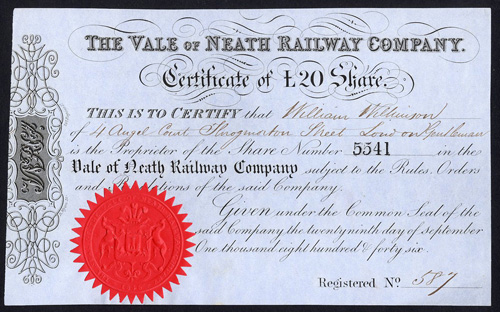 THE VALE OF NEATH RAILWAY COMPANY.
Certificate of £20 Share.
THIS IS TO CERTIFY that William Wilkinson
of 4 Angel Court Throgmorton Street London Gentleman
is the Proprietor of the Share Number 5541 in the
Vale of Neath Railway Company subject to the Rules, Orders
and of the said Company.
Given under the Common Seal of the
said Company the twenty ninth day of september
One thousand eight hundred & forty six.
Registered No. 587